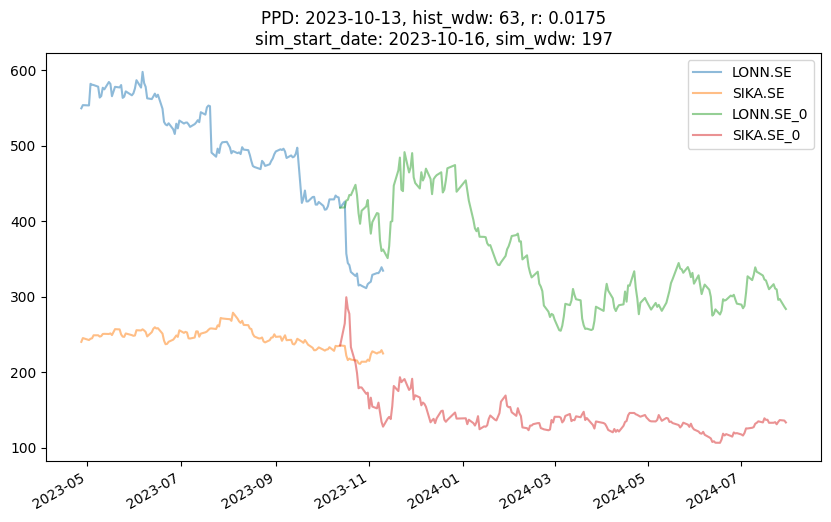 PPD: 2023-10-13, hist_wdw: 63, r: 0.0175
sim_start_date: 2023-10-16, sim_wdw: 197
LONN.SE
SIKA.SE
LONN.SE_0
SIKA.SE_0
600
500
400
300
200
100
2023-05
2023-07
2023-09
2023-11
2024-01
2024-03
2024-05
2024-07